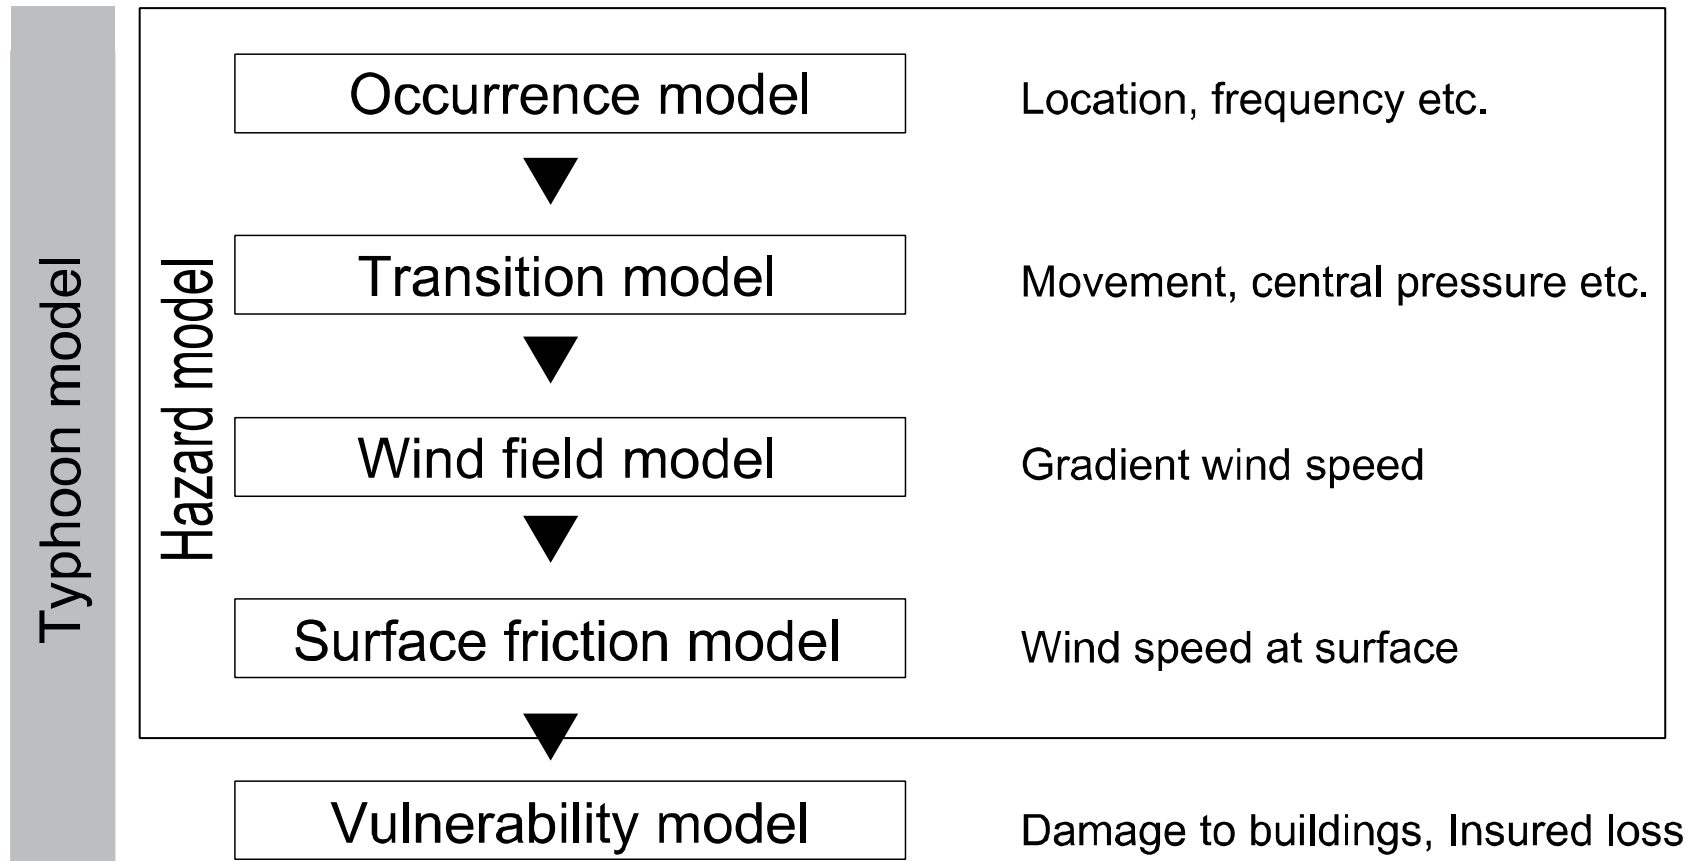 Typhoon model
Hazard model
Occurrence model
Location, frequency etc.
Transition model
Movement, central pressure etc.
Wind field model
Gradient wind speed
Surface friction model
Wind speed at surface
Vulnerability model
Damage to buildings, Insured loss